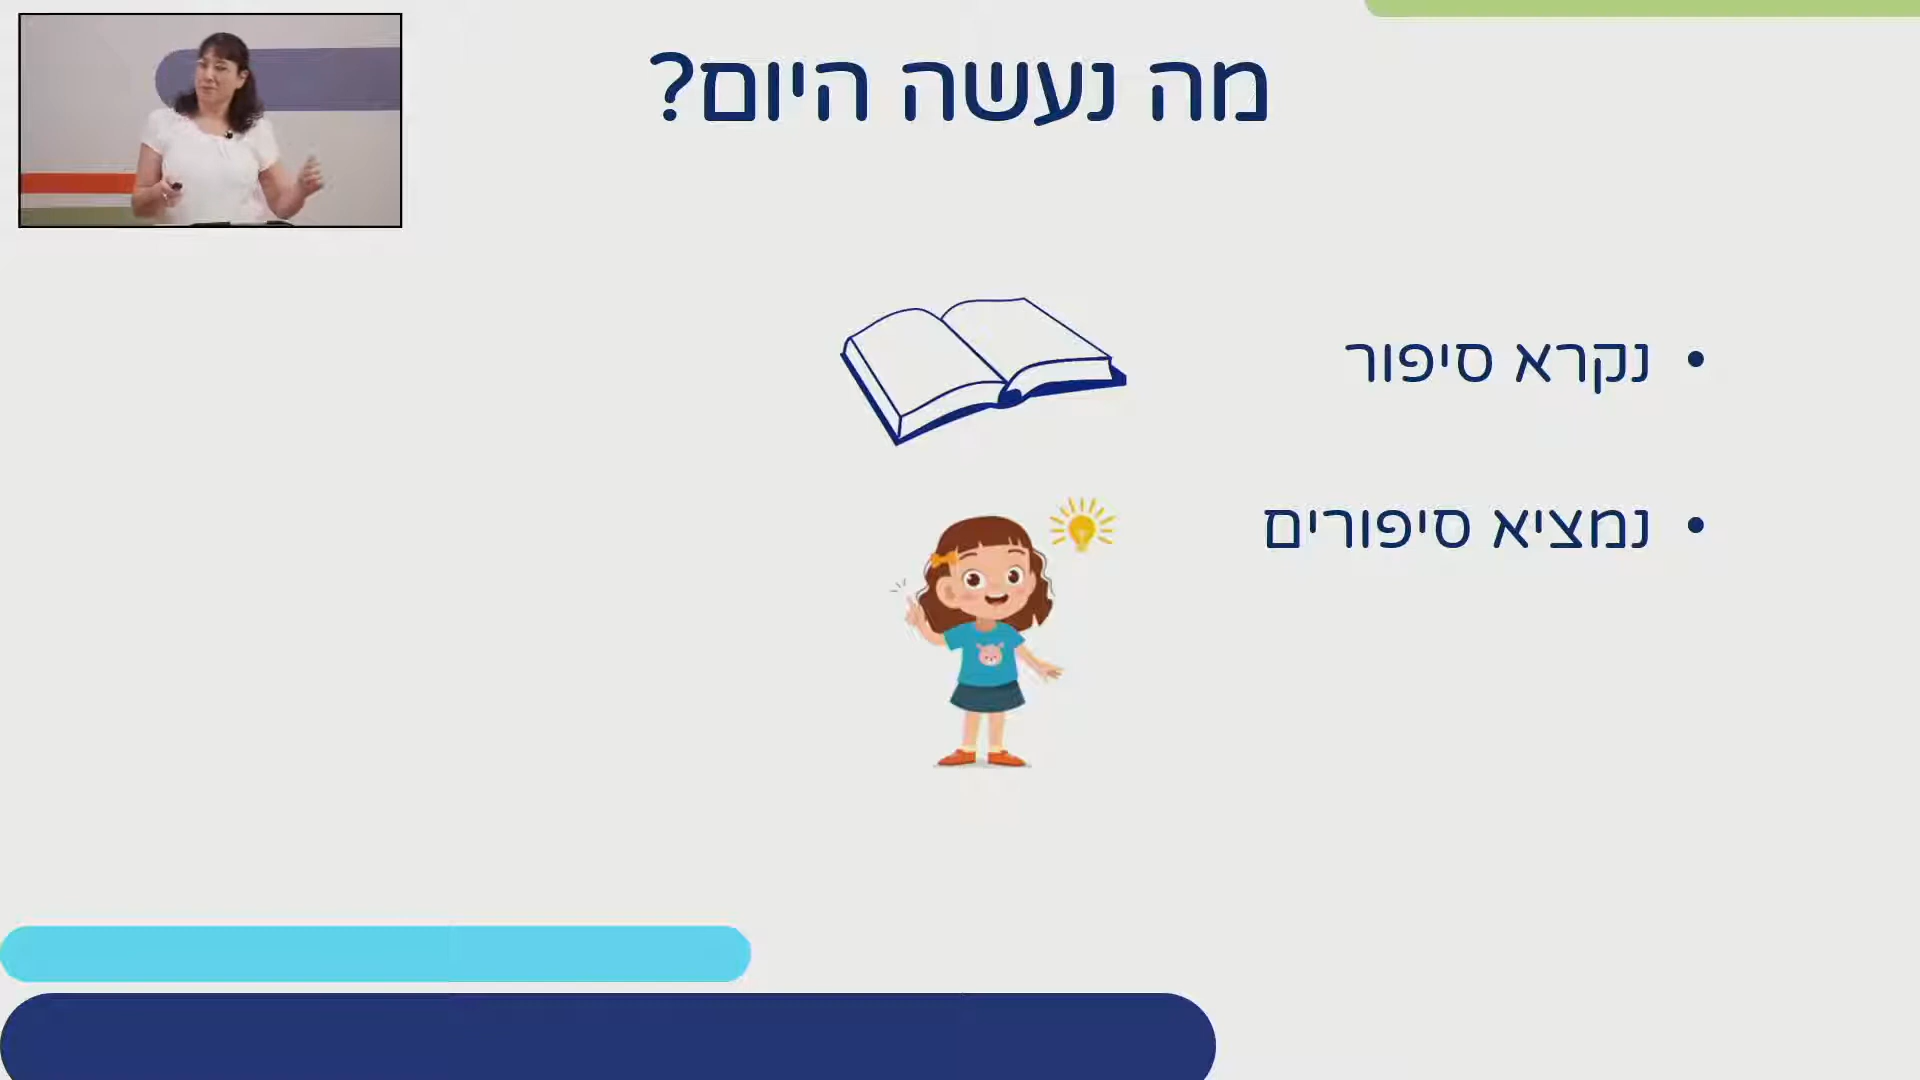 מה נעשה היום?
• נקרא סיפור
• נמציא סיפורים